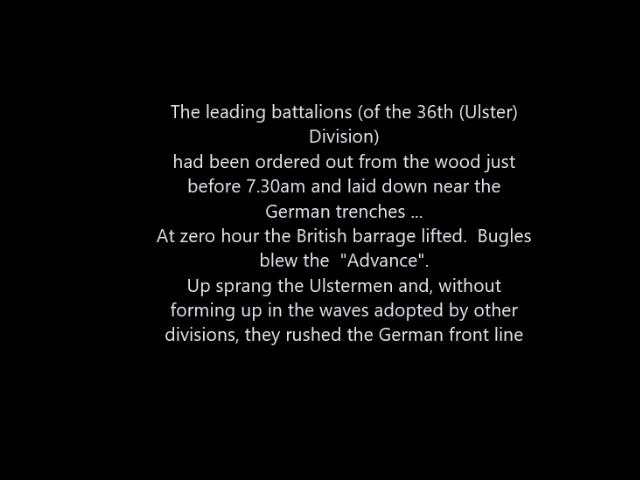 The leading battalions (of the 36th (Ulster)
Division)
had been ordered out from the wood just
before 7.30am and laid down near the
German trenches ...
At zero hour the British barrage lifted.  Bugles
blew the  "Advance".
Up sprang the Ulstermen and, without
forming up in the waves adopted by other
divisions, they rushed the German front line